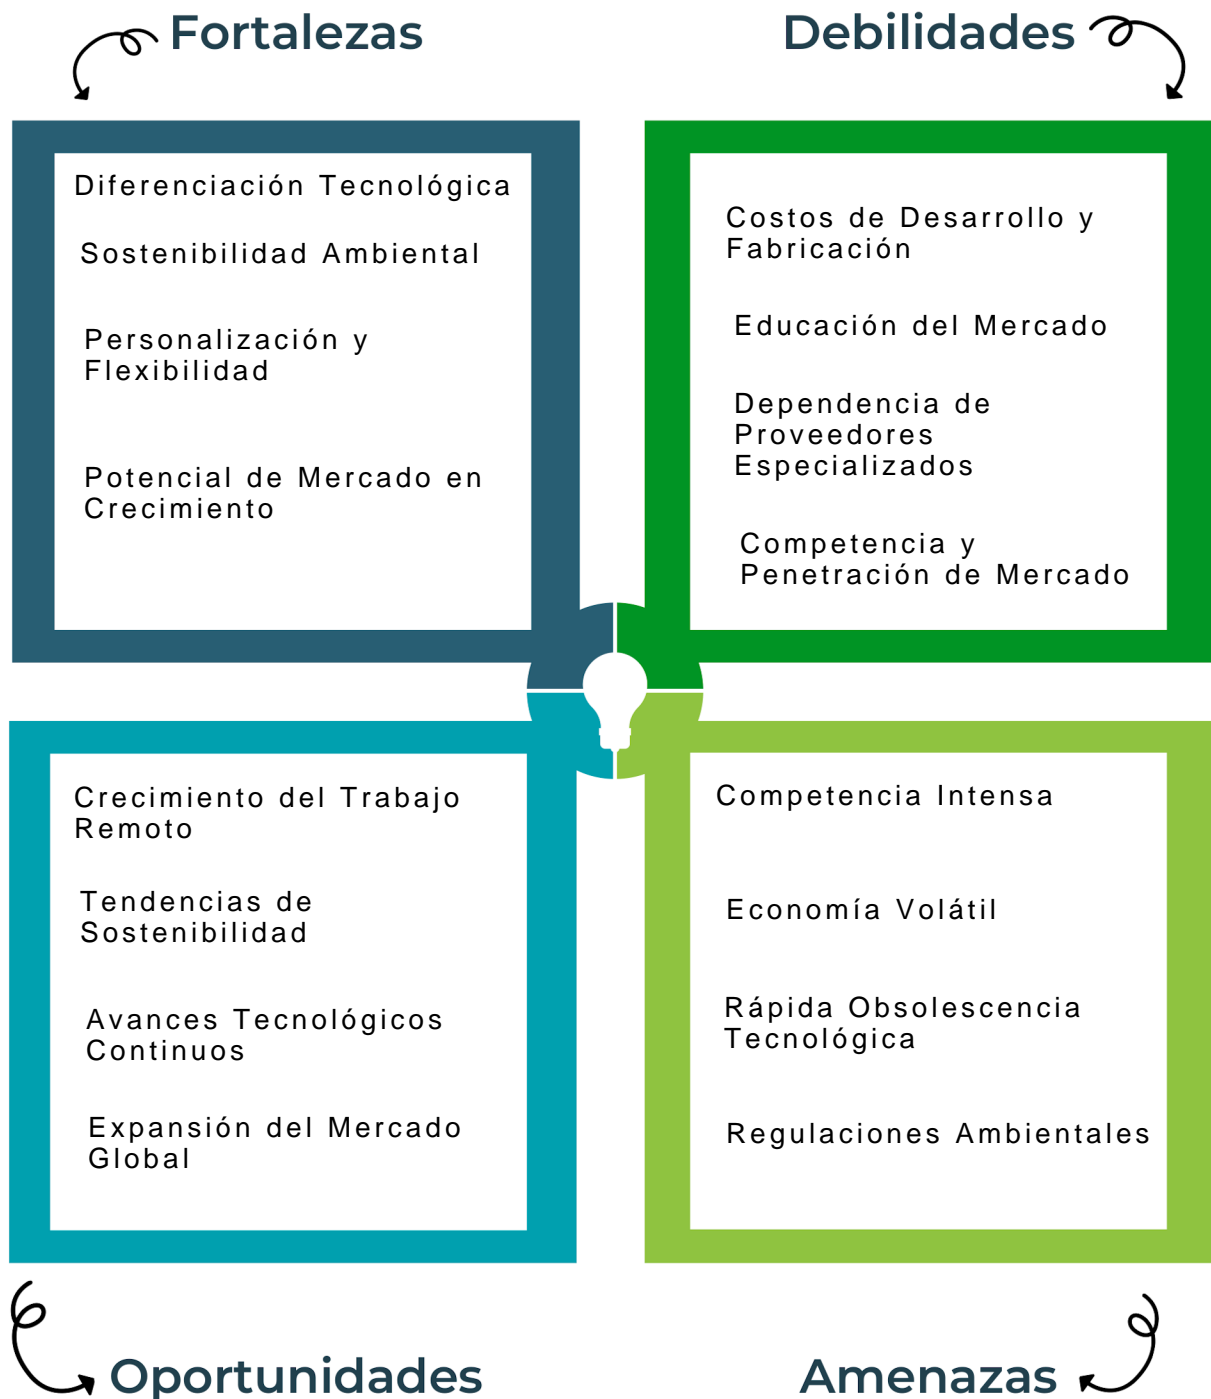 Fortalezas
Diferenciación Tecnológica
Sostenibilidad Ambiental
Personalización y
Flexibilidad
Potencial de Mercado en
Crecimiento
Debilidades
Costos de Desarrollo y
Fabricación
Educación del Mercado
Dependencia de
Proveedores
Especializados
Competencia y
Penetración de Mercado
Crecimiento del Trabajo
Remoto
Tendencias de
Sostenibilidad
Avances Tecnológicos
Continuos
Expansión del Mercado
Global
Oportunidades
Competencia Intensa
Economía Volátil
Rápida Obsolescencia
Tecnológica
Regulaciones Ambientales
Amenazas